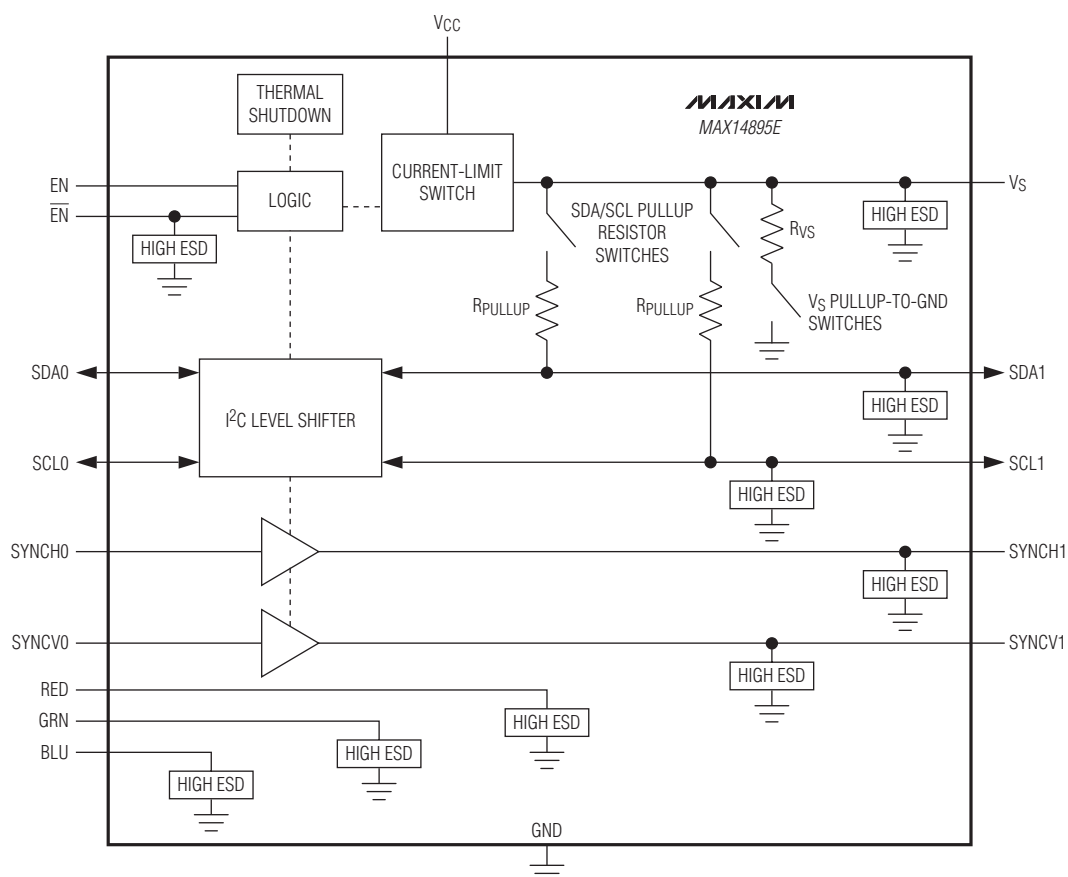 VCC
THERMAL
SHUTDOWN
MAXIM
MAX14895E
EN
EN
LOGIC
CURRENT-LIMIT
SWITCH
VS
HIGH ESD
HIGH ESD
SDA/SCL PULLUP
RESISTOR
SWITCHES
RVS
RPULLUP
RPULLUP
VS PULLUP-TO-GND
SWITCHES
SDA0
SDA1
I2C LEVEL SHIFTER
HIGH ESD
SCL0
SCL1
HIGH ESD
SYNCH0
SYNCH1
HIGH ESD
SYNCV0
SYNCV1
HIGH ESD
RED
HIGH ESD
GRN
HIGH ESD
BLU
HIGH ESD
GND